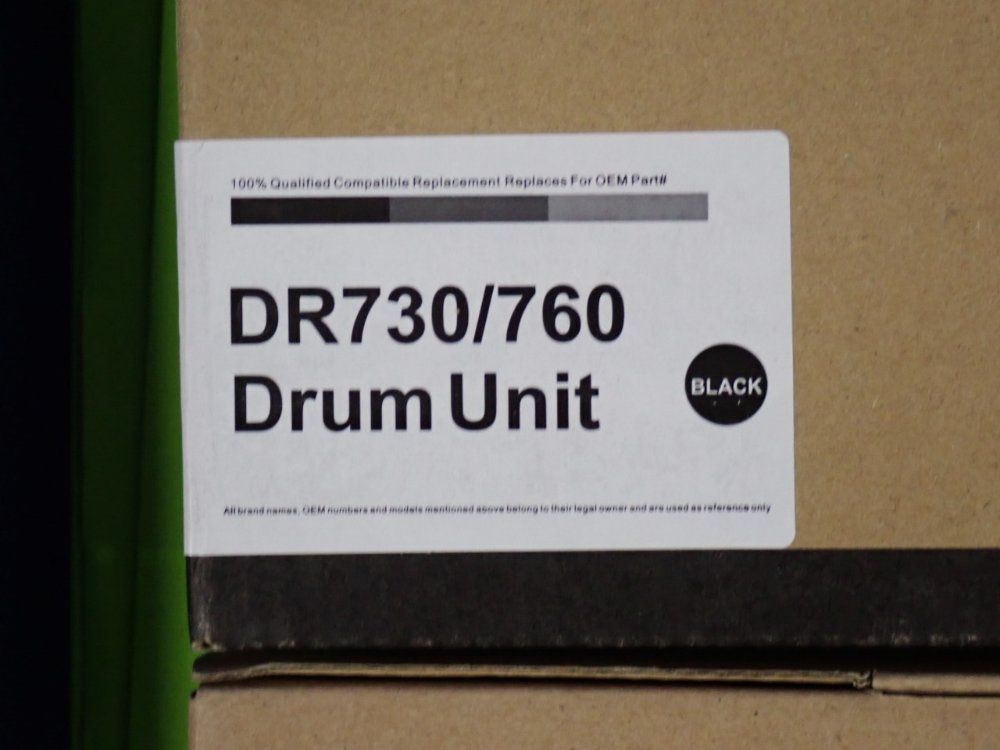 100% Qualified Compatible Replacement Replaces For OEM Part#
DR730/760
Drum Unit
BLACK
All brand names, OEM numbers and models mentioned above belong to their legal owner and are used as reference only